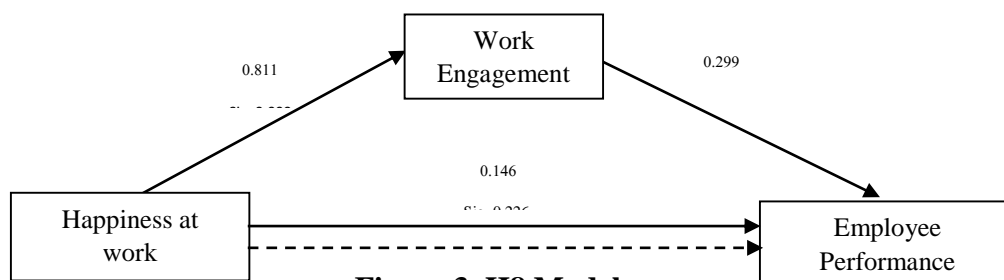 Work
Engagement
0.811
0.299
0.146
Happiness at
work
Employee
Performance